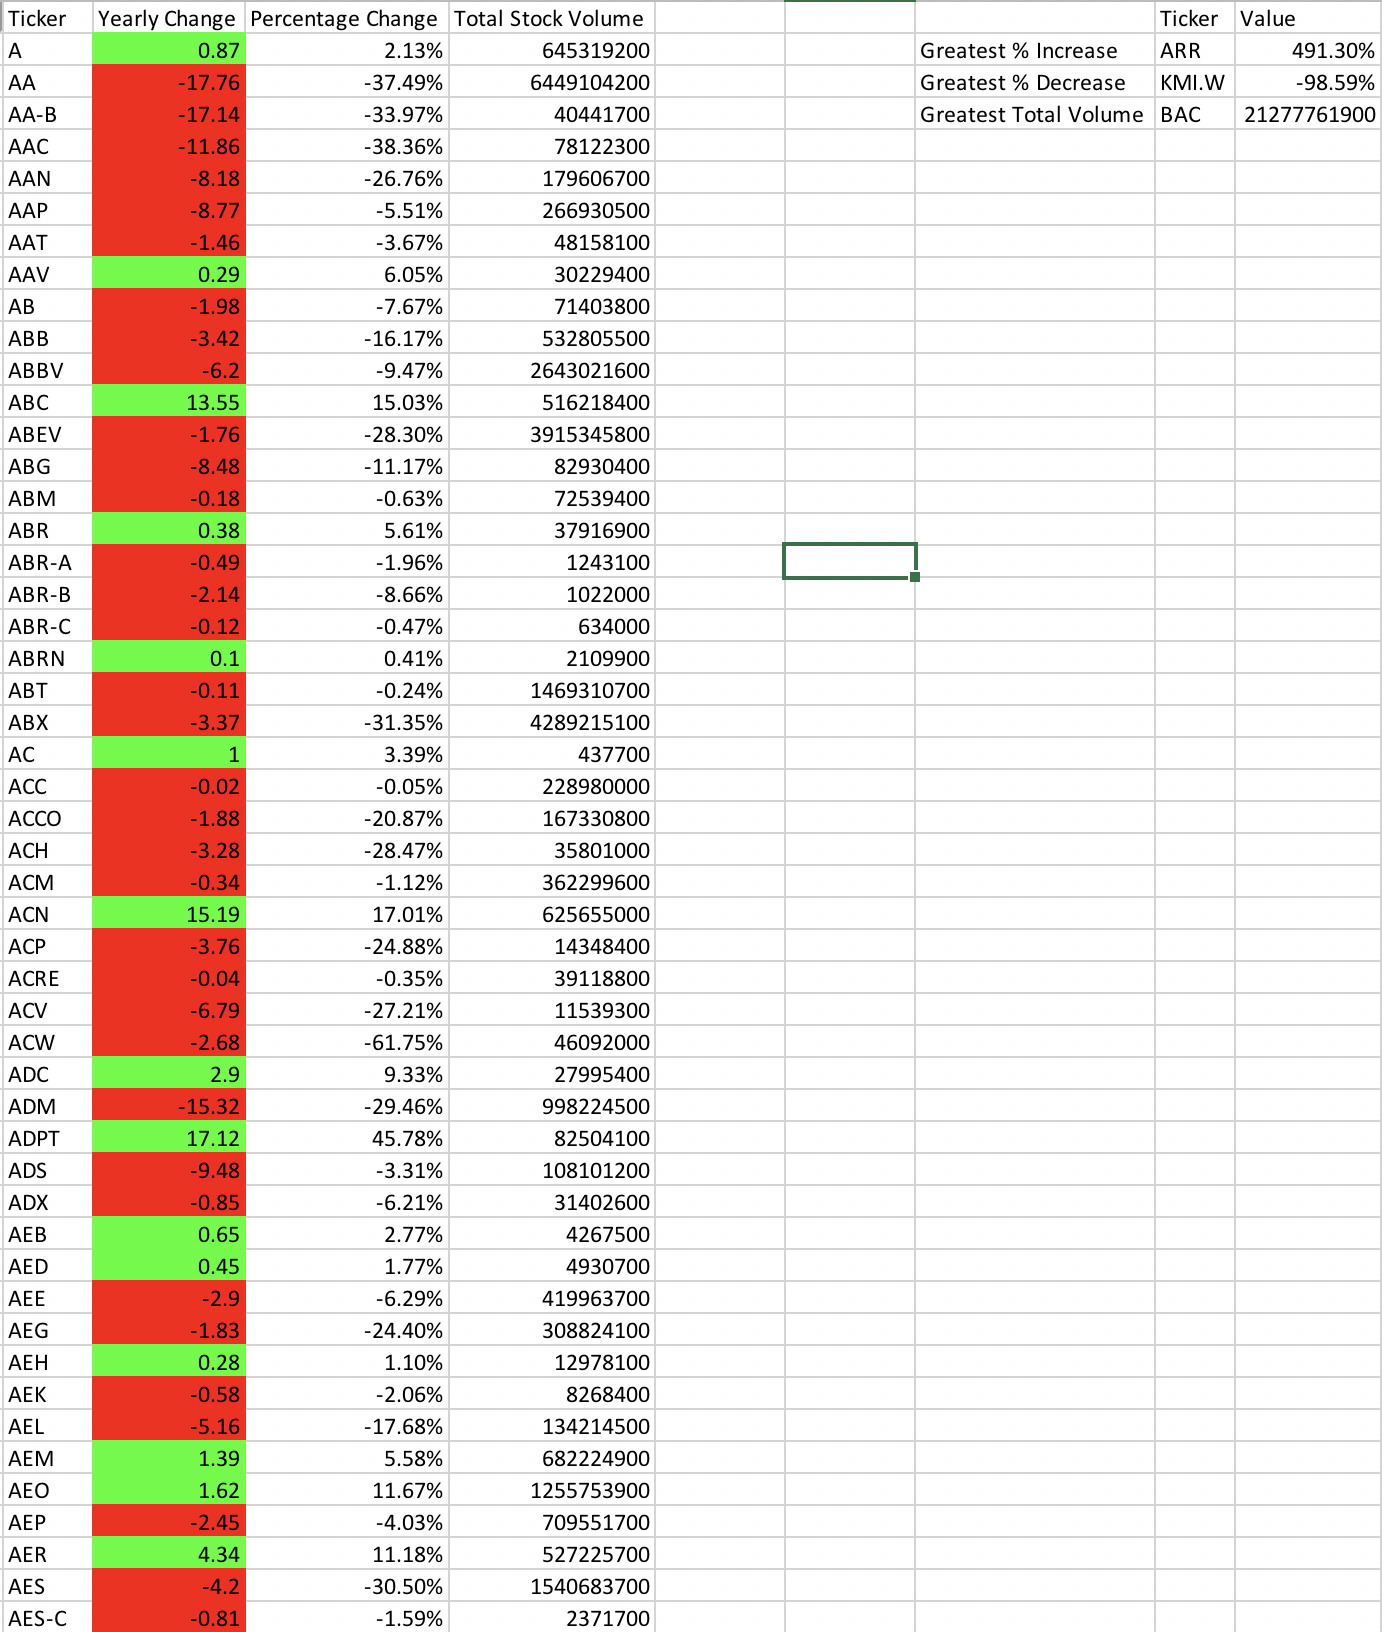 Ticker Yearly Change Percentage Change Total Stock Volume Ticker Value
A 0.87 2.13% 645319200 Greatest % Increase ARR 491.30%
AA -17.76 -37.49% 6449104200 Greatest % Decrease KMI.W -98.59%
AA-B -17.14 -33.97% 40441700 Greatest Total Volume BAC 21277761900
AAC -11.86 -38.36% 78122300
AAN -8.18 -26.76% 179606700
AAP -8.77 -5.51% 266930500
AAT -1.46 -3.67% 48158100
AAV 0.29 6.05% 30229400
AB -1.98 -7.67% 71403800
ABB -3.42 -16.17% 532805500
ABBV -6.2 -9.47% 2643021600
ABC 13.55 15.03% 516218400
ABEV -1.76 -28.30% 3915345800
ABG -8.48 -11.17% 82930400
ABM -0.18 -0.63% 72539400
ABR 0.38 5.61% 37916900
ABR-A -0.49 -1.96% 1243100
ABR-B -2.14 -8.66% 1022000
ABR-C -0.12 -0.47% 634000
ABRN 0.1 0.41% 2109900
ABT -0.11 -0.24% 1469310700
ABX -3.37 -31.35% 4289215100
AC 1 3.39% 437700
ACC -0.02 -0.05% 228980000
ACCO -1.88 -20.87% 167330800
ACH -3.28 -28.47% 35801000
ACM -0.34 -1.12% 362299600
ACN 15.19 17.01% 625655000
ACP -3.76 -24.88% 14348400
ACRE -0.04 -0.35% 39118800
ACV -6.79 -27.21% 11539300
ACW -2.68 -61.75% 46092000
ADC 2.9 9.33% 27995400
ADM -15.32 -29.46% 998224500
ADPT 17.12 45.78% 82504100
ADS -9.48 -3.31% 108101200
ADX -0.85 -6.21% 31402600
AEB 0.65 2.77% 4267500
AED 0.45 1.77% 4930700
AEE -2.9 -6.29% 419963700
AEG -1.83 -24.40% 308824100
AEH 0.28 1.10% 12978100
AEK -0.58 -2.06% 8268400
AEL -5.16 -17.68% 134214500
AEM 1.39 5.58% 682224900
AEO 1.62 11.67% 1255753900
AEP -2.45 -4.03% 709551700
AER 4.34 11.18% 527225700
AES -4.2 -30.50% 1540683700
AES-C -0.81 -1.59% 2371700